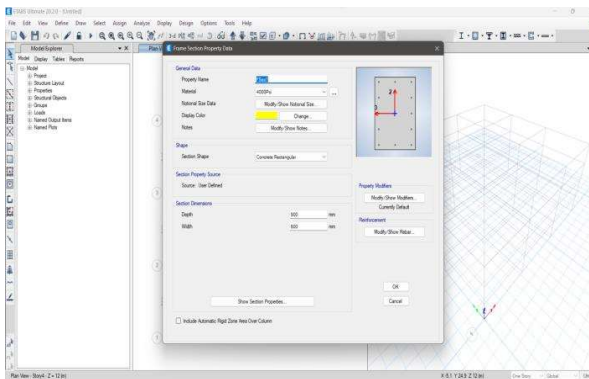 ETABS Ultimate 20.2.0 - (Untitled)
File Edit View Define Draw Select Assign Analyze Display Design Options Tools Help
Model Explorer
Model Display Tables Reports
Model
Project
Structure Layout
Properties
Structural Objects
Groups
Loads
Named Output Items
Named Plots
Plan V
Frame Section Property Data
General Data
Property Name
Material
4000Psi
Notional Size Data
Modify/Show Notional Size...
Display Color
Change...
Notes
Modify/Show Notes...
Shape
Section Shape
Concrete Rectangular
Section Property Source
Source: User Defined
Section Dimensions
Depth
mm
Width
mm
Show Section Properties...
Include Automatic Rigid Zone Area Over Column
2
3
Property Modifiers
Modify/Show Modifiers...
Currently Default
Reinforcement
Modify/Show Rebar...
OK
Cancel
Plan View - Story4 - Z = 12 (m)
One Story
Global